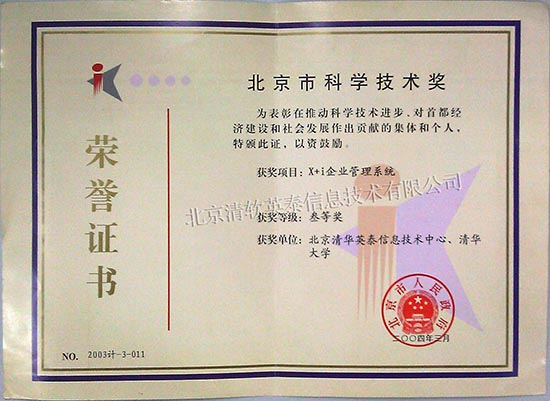 荣誉证书
NO. 2003计-3-011
北京市科学技术奖
为表彰在推动科学技术进步、对首都经
济建设和社会发展作出贡献的集体和个人,
特颁此证,以资鼓励。
获奖项目: X+i企业管理系统
获奖等级: 叁等奖
获奖单位: 北京清华英泰信息技术中心、清华
大学
北京市人民政府
二〇〇四年三月
北京清软英泰信息技术有限公司